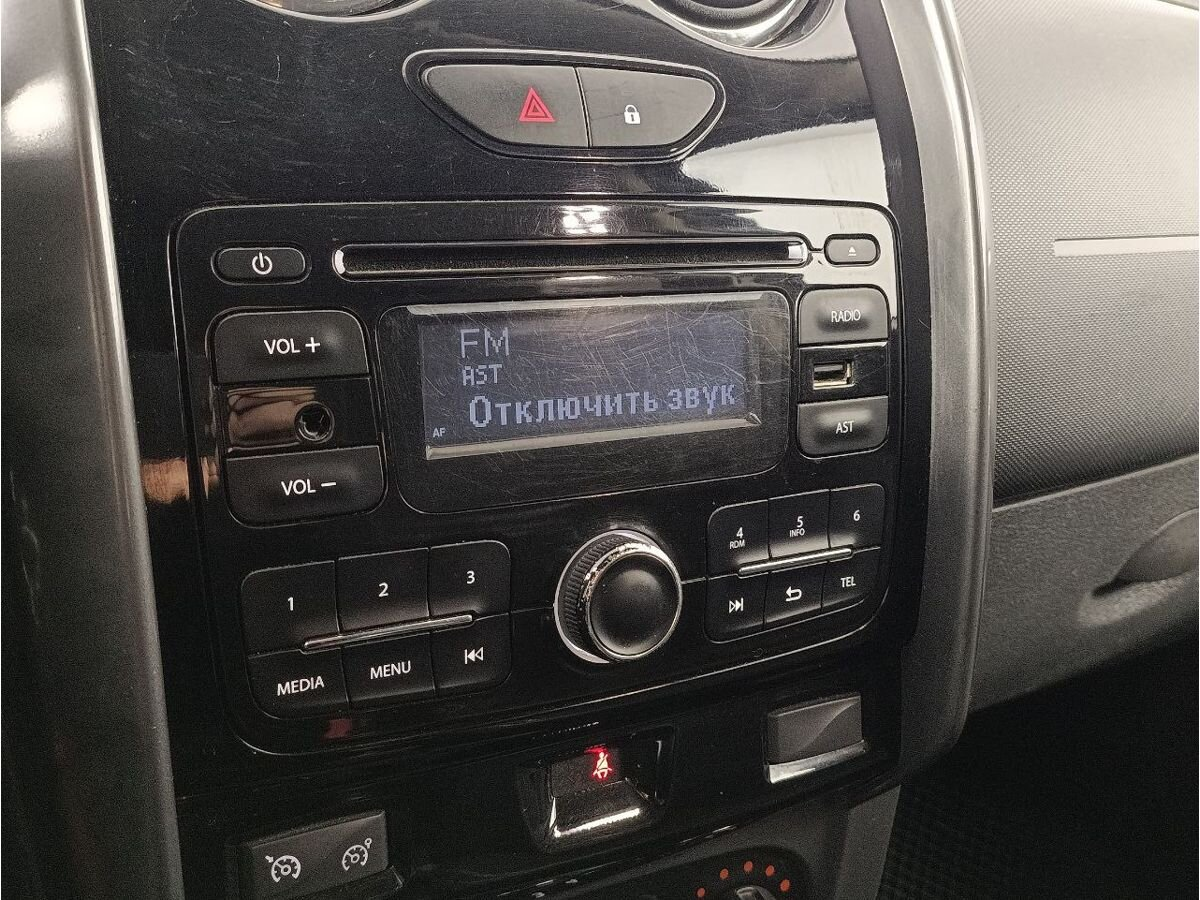 VOL +
FM
AST
Отключить звук
AF
RADIO
AST
VOL –
1
2
3
4
RDM
5
INFO
6
MEDIA
MENU
TEL